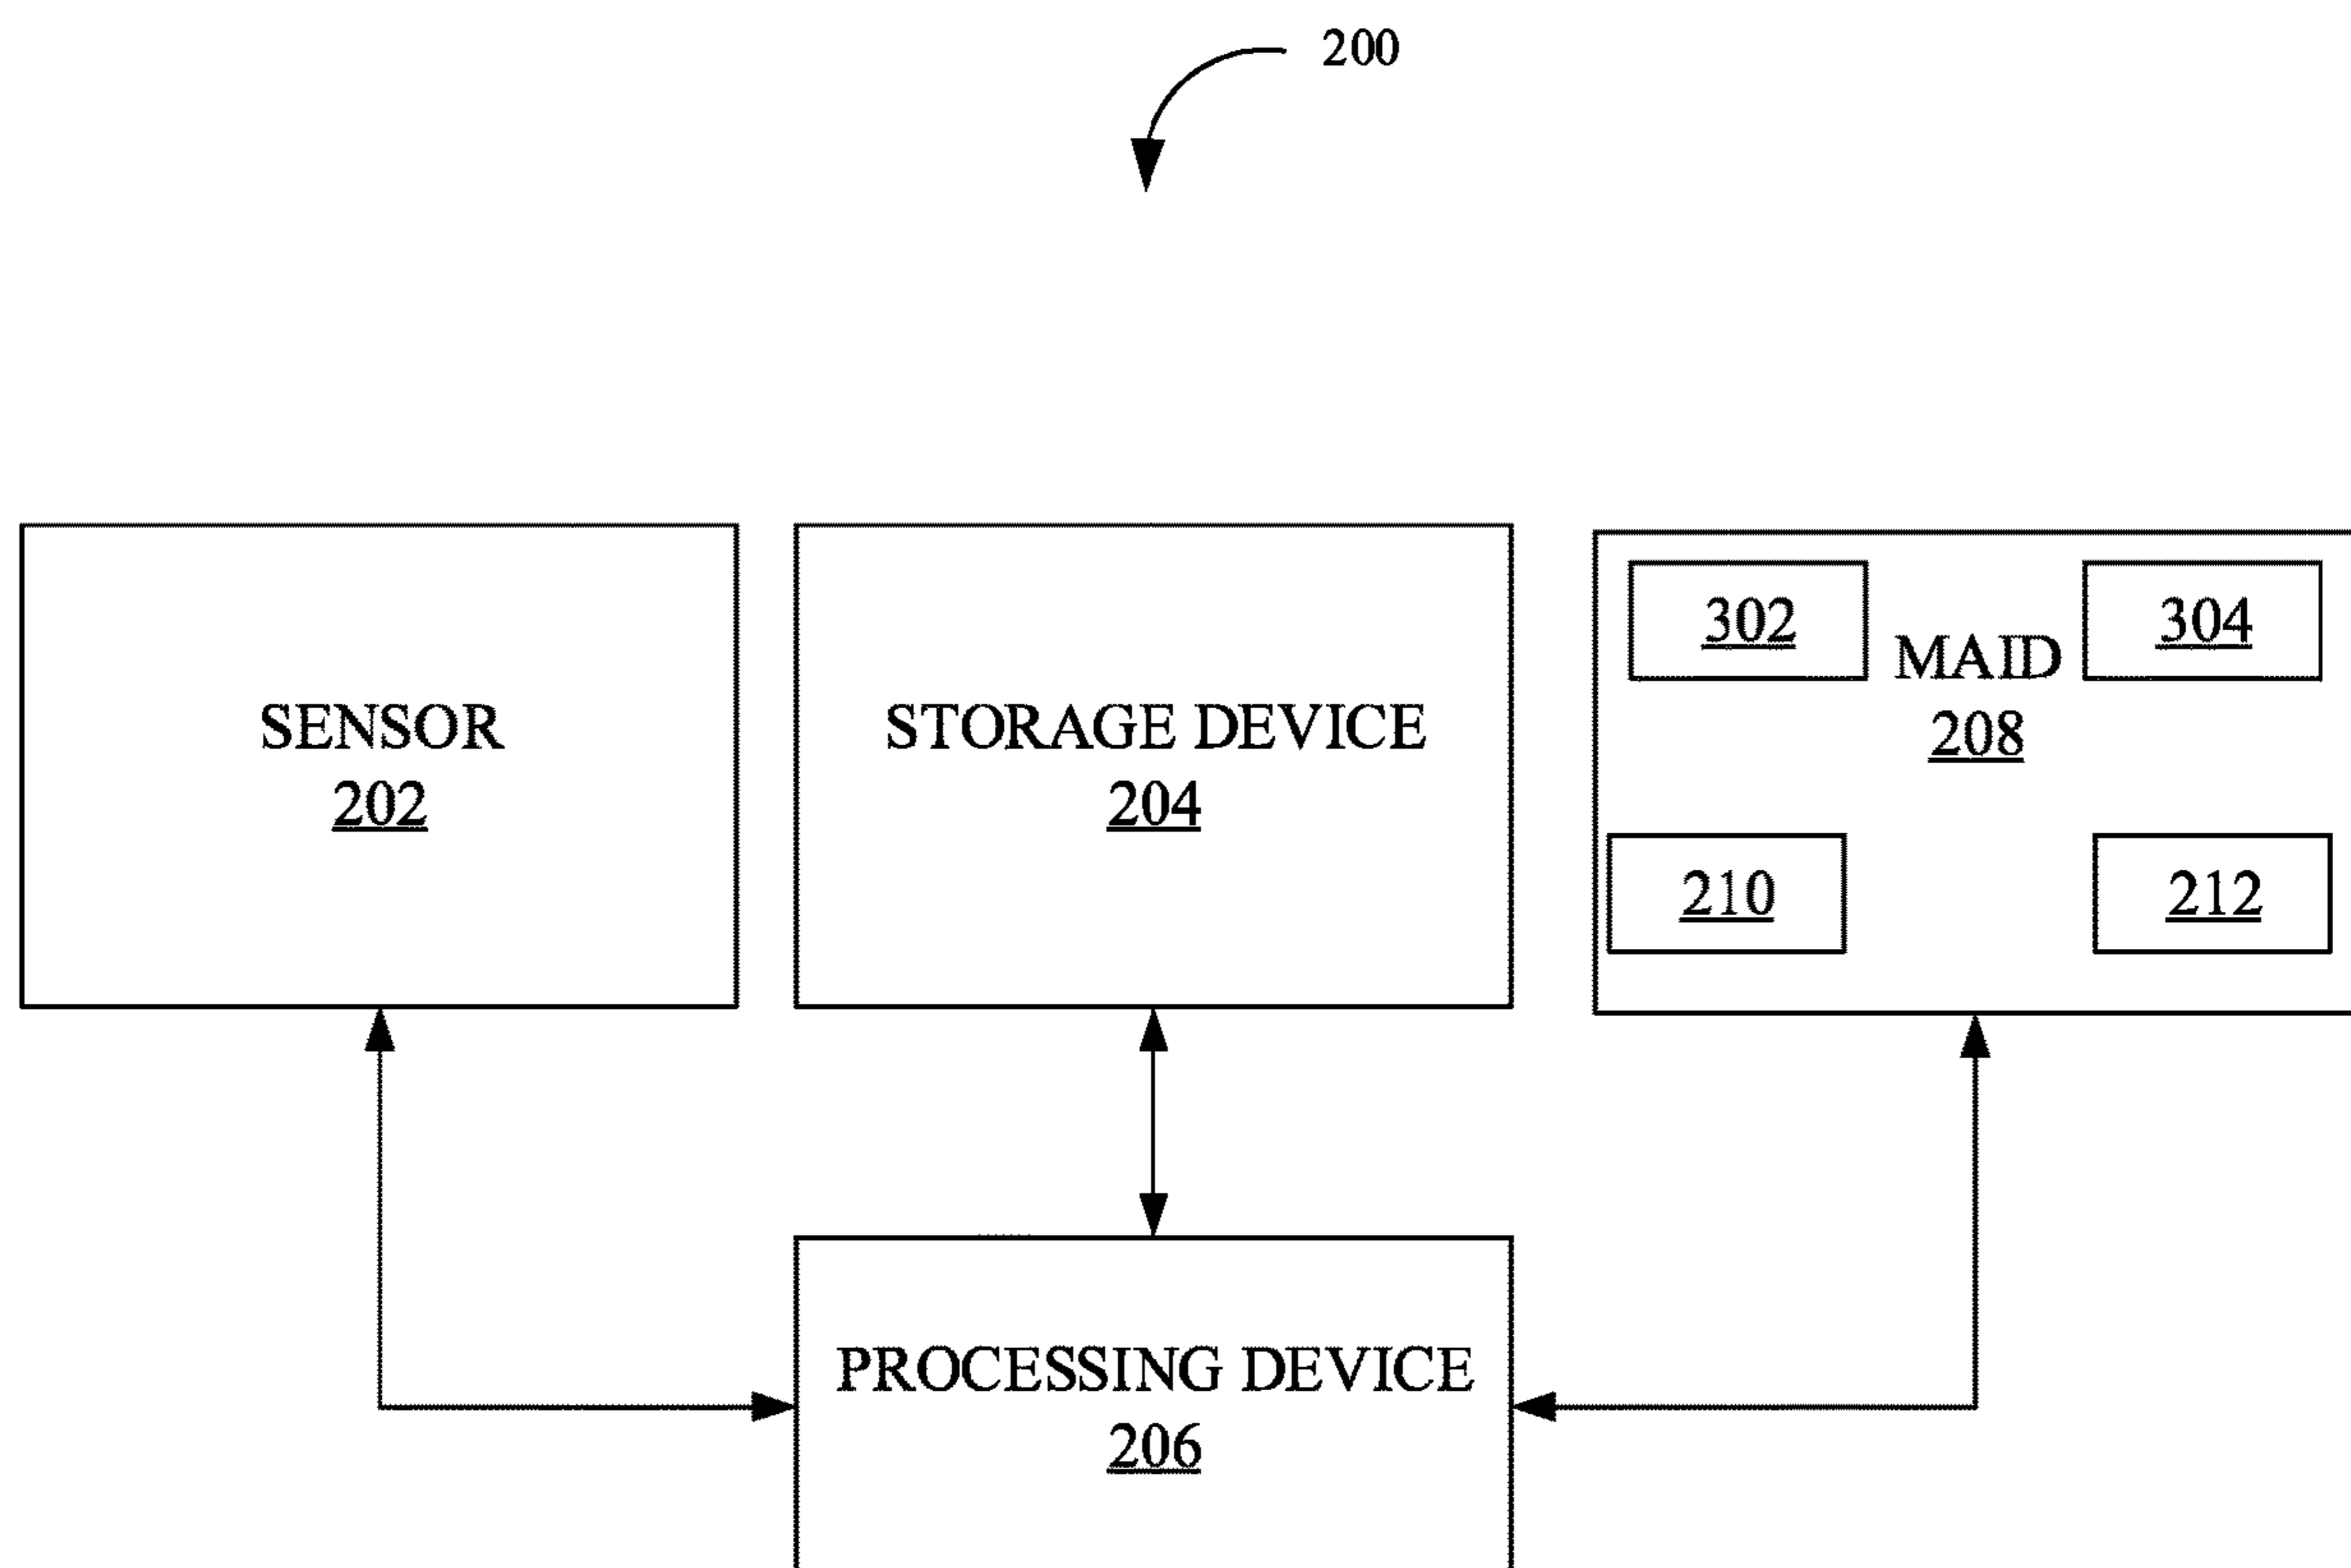 200
SENSOR
202
STORAGE DEVICE
204
302
304
MAID
208
210
212
PROCESSING DEVICE
206